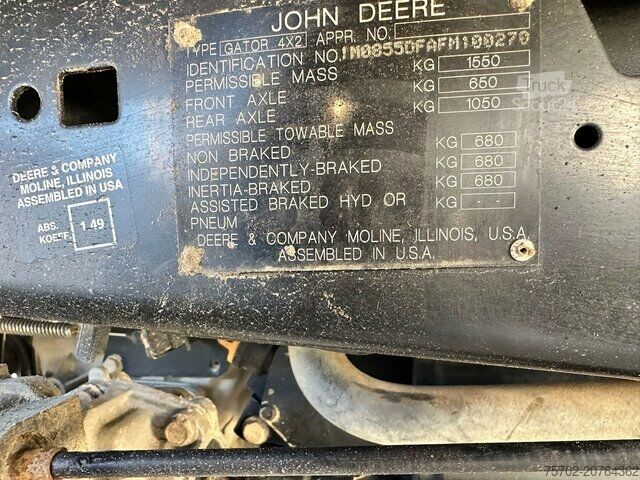 JOHN DEERE
TYPE GATOR 4X2 APPR. NO.
IDENTIFICATION NO. 1M0855DFAFM100270
PERMISSIBLE MASS KG 1550
FRONT AXLE KG 650
REAR AXLE KG 1050
PERMISSIBLE TOWABLE MASS
NON BRAKED KG 680
INDEPENDENTLY-BRAKED KG 680
INERTIA-BRAKED KG 680
ASSISTED BRAKED HYD OR KG - -
PNEUM
DEERE & COMPANY MOLINE, ILLINOIS, U.S.A.
ASSEMBLED IN U.S.A.
DEERE & COMPANY
MOLINE, ILLINOIS
ASSEMBLED IN USA
ABS.
KOEFF. 1.49
Truck
Scout24
75702-20764362